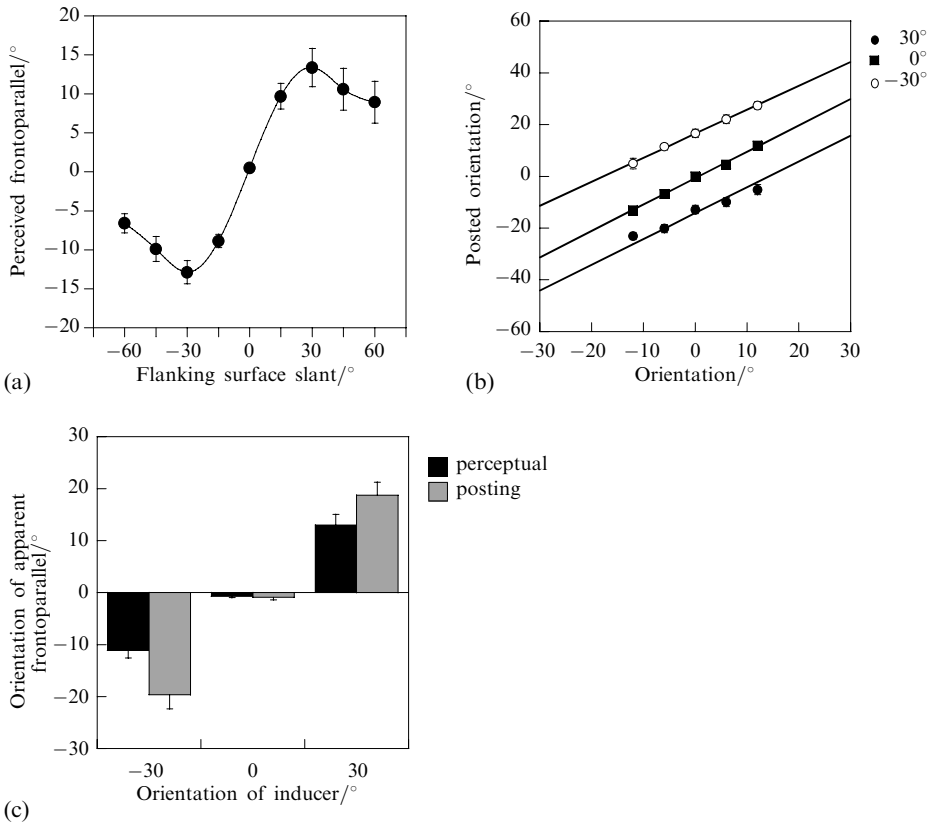 20
15
10
5
0
−5
−10
−15
−20
Perceived frontoparallel/°
−60 −30 0 30 60
Flanking surface slant/°
(a)
60
40
20
0
−20
−40
−60
Posted orientation/°
−30 −20 −10 0 10 20 30
Orientation/°
30°
0°
−30°
(b)
30
20
10
0
−10
−20
−30
Orientation of apparent
frontoparallel/°
−30 0 30
Orientation of inducer/°
perceptual
posting
(c)